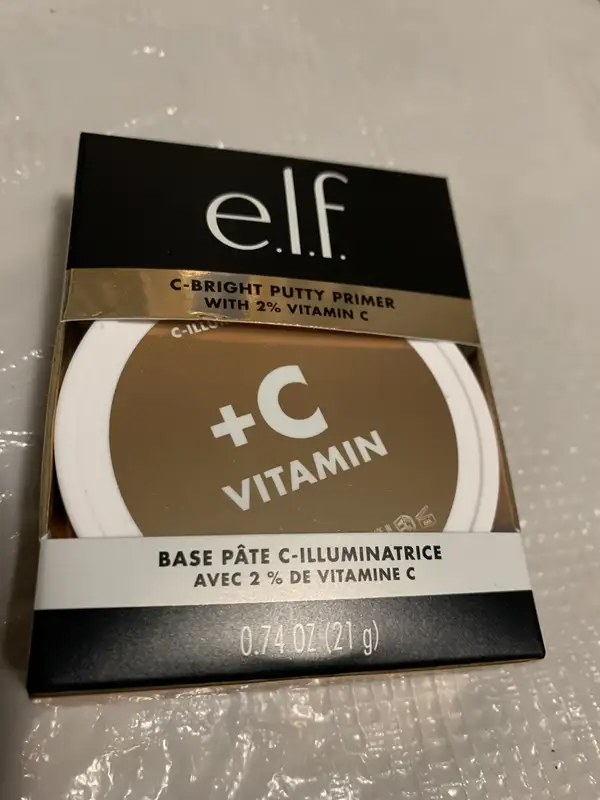 e.l.f.
C-BRIGHT PUTTY PRIMER
WITH 2% VITAMIN C
+C
VITAMIN
BASE PÂTE C-ILLUMINATRICE
AVEC 2 % DE VITAMINE C
0.74 OZ (21 g)